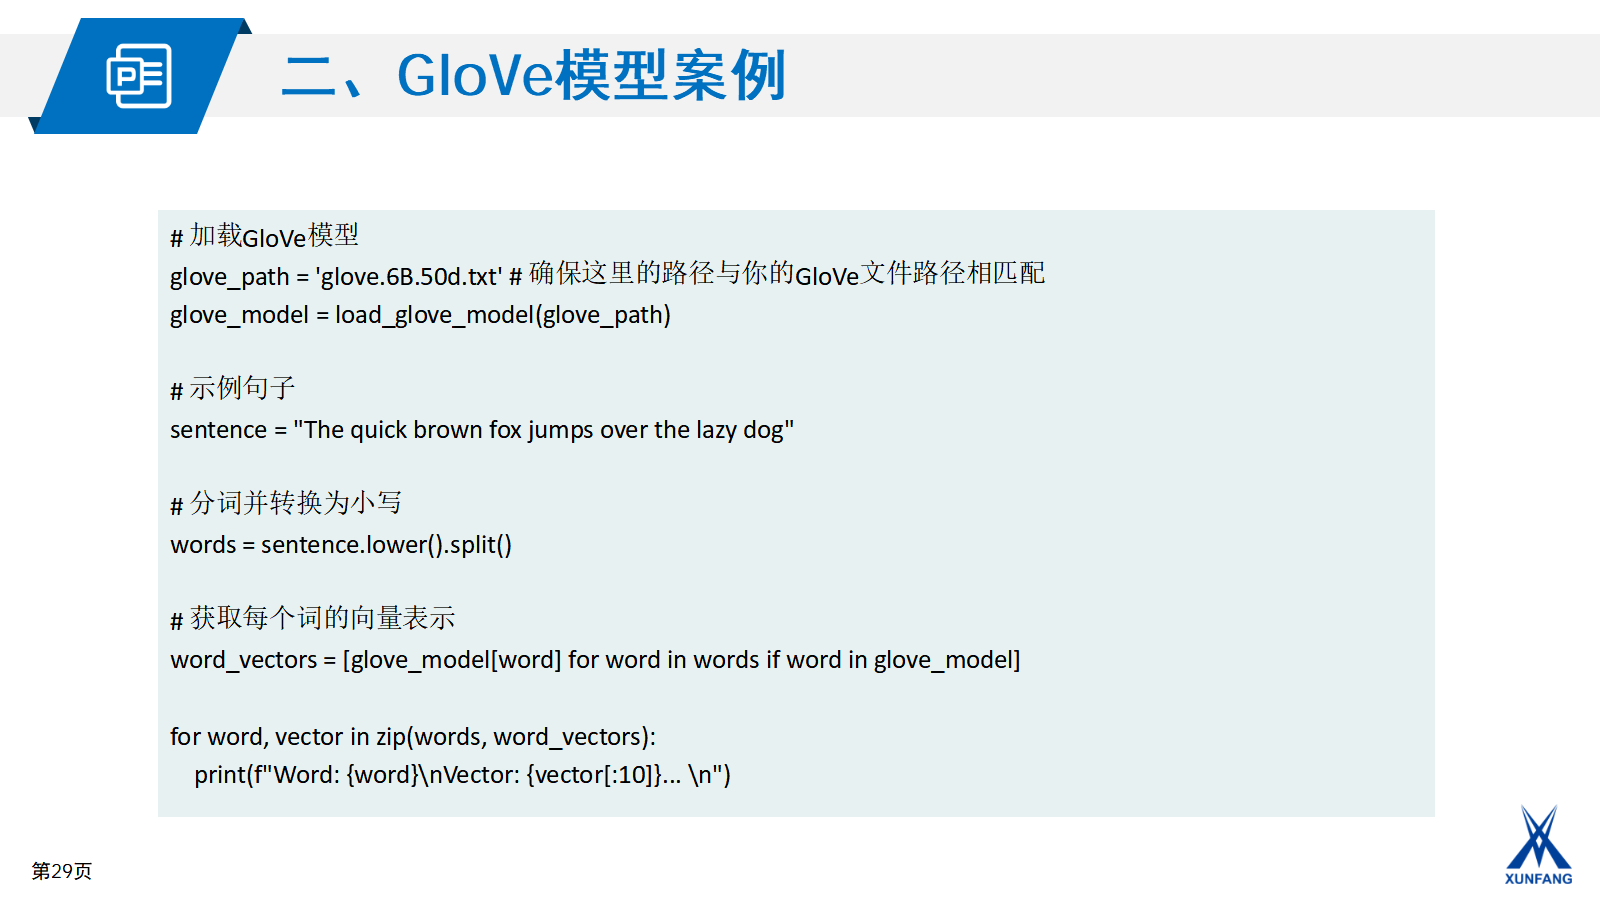 二、GloVe模型案例
# 加载GloVe模型
glove_path = 'glove.6B.50d.txt' # 确保这里的路径与你的GloVe文件路径相匹配
glove_model = load_glove_model(glove_path)
# 示例句子
sentence = "The quick brown fox jumps over the lazy dog"
# 分词并转换为小写
words = sentence.lower().split()
# 获取每个词的向量表示
word_vectors = [glove_model[word] for word in words if word in glove_model]
for word, vector in zip(words, word_vectors):
    print(f"Word: {word}\nVector: {vector[:10]}... \n")
第29页
XUNFANG